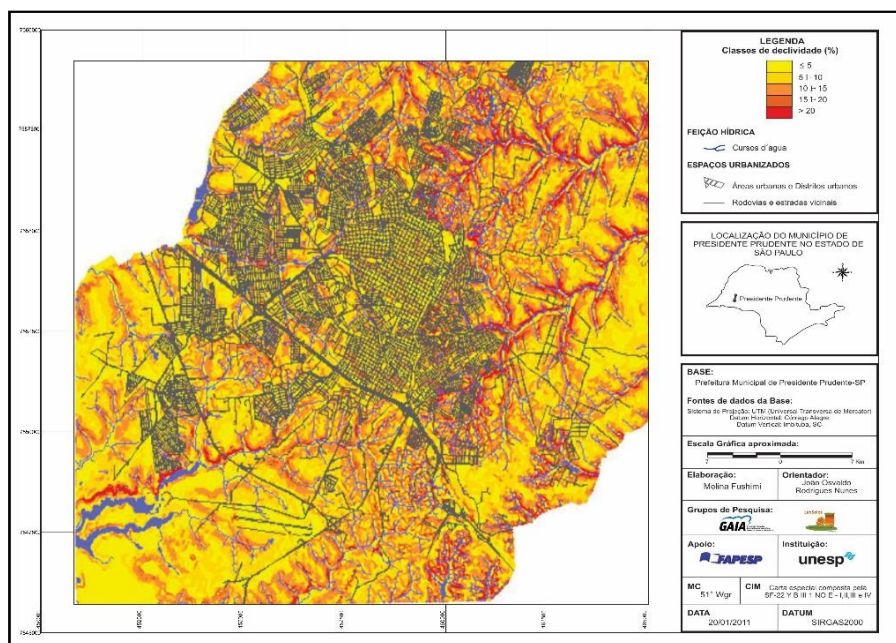 LEGENDA
Classes de declividade (%)
≤ 5
5 I- 10
10 I- 15
15 I- 20
> 20
FEIÇÃO HÍDRICA
Cursos d'água
ESPAÇOS URBANIZADOS
Áreas urbanas e Distritos urbanos
Rodovias e estradas vicinais
LOCALIZAÇÃO DO MUNICÍPIO DE
PRESIDENTE PRUDENTE NO ESTADO DE
SÃO PAULO
Presidente Prudente
BASE:
Prefeitura Municipal de Presidente Prudente-SP
Fontes de dados da Base:
Sistema de Projeção: UTM (Universal Transversa de Mercator)
Datum Horizontal: Córrego Alegre
Datum Vertical: Imbituba, SC
Escala Gráfica aproximada:
0 7 Km
Elaboração:
Melina Fushimi
Orientador:
João Osvaldo
Rodrigues Nunes
Grupos de Pesquisa:
GAIA
Apoio:
FAPESP
Instituição:
unesp
MC
51° Wgr
CIM
Carta especial composta pela
SF-22 Y B III 1 NO E - I,II,III e IV
DATA
20/01/2011
DATUM
SIRGAS2000